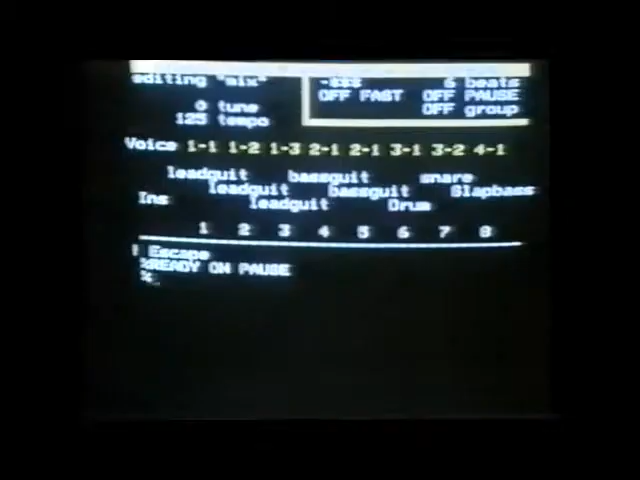 editing "mix"
-$$$ 6 beats
OFF FAST OFF PAUSE
0 tune OFF group
125 tempo
Voice 1-1 1-2 1-3 2-1 2-1 3-1 3-2 4-1
leadguit bassguit snare
leadguit bassguit Slapbass
Ins leadguit Drum
1 2 3 4 5 6 7 8
! Escape
%READY ON PAUSE
%_